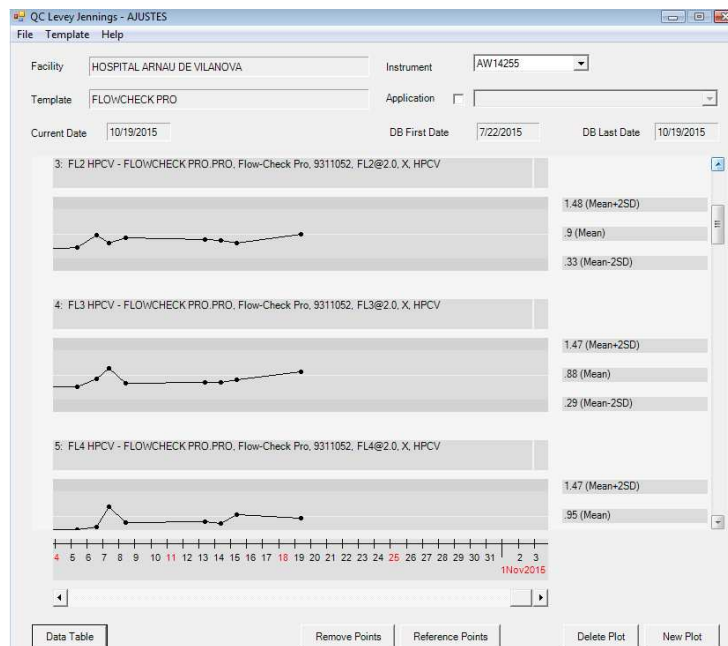 QC Levey Jennings - AJUSTES
File Template Help
Facility HOSPITAL ARNAU DE VILANOVA Instrument AW14255
Template FLOWCHECK PRO Application
Current Date 10/19/2015 DB First Date 7/22/2015 DB Last Date 10/19/2015
3: FL2 HPCV - FLOWCHECK PRO.PRO, Flow-Check Pro, 9311052, FL2@2.0, X, HPCV
1.48 (Mean+2SD)
.9 (Mean)
.33 (Mean-2SD)
4: FL3 HPCV - FLOWCHECK PRO.PRO, Flow-Check Pro, 9311052, FL3@2.0, X, HPCV
1.47 (Mean+2SD)
.88 (Mean)
.29 (Mean-2SD)
5: FL4 HPCV - FLOWCHECK PRO.PRO, Flow-Check Pro, 9311052, FL4@2.0, X, HPCV
1.47 (Mean+2SD)
.95 (Mean)
4 5 6 7 8 9 10 11 12 13 14 15 16 17 18 19 20 21 22 23 24 25 26 27 28 29 30 31 2 3
1Nov2015
Data Table Remove Points Reference Points Delete Plot New Plot